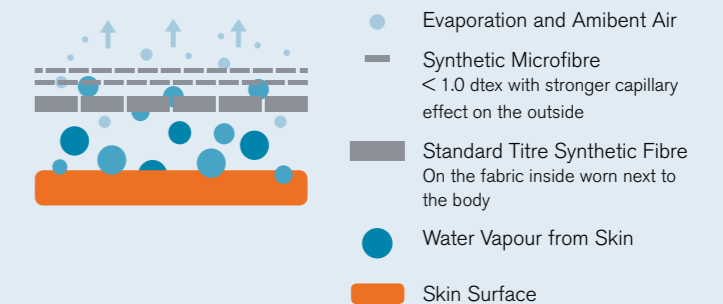 Evaporation and Amibent Air
Synthetic Microfibre
< 1.0 dtex with stronger capillary
effect on the outside
Standard Titre Synthetic Fibre
On the fabric inside worn next to
the body
Water Vapour from Skin
Skin Surface